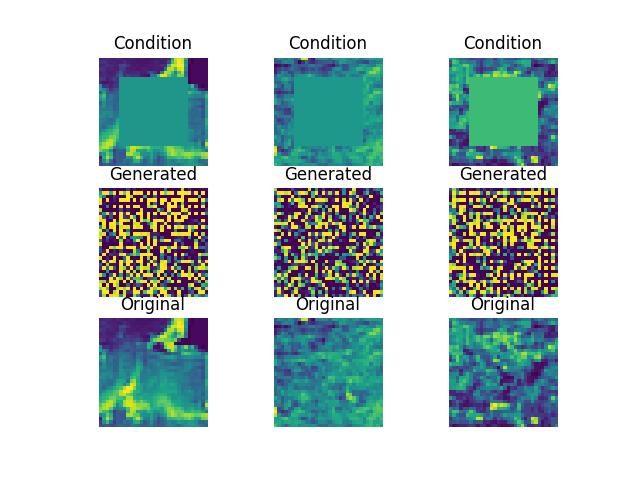 Condition Condition Condition
Generated Generated Generated
Original Original Original